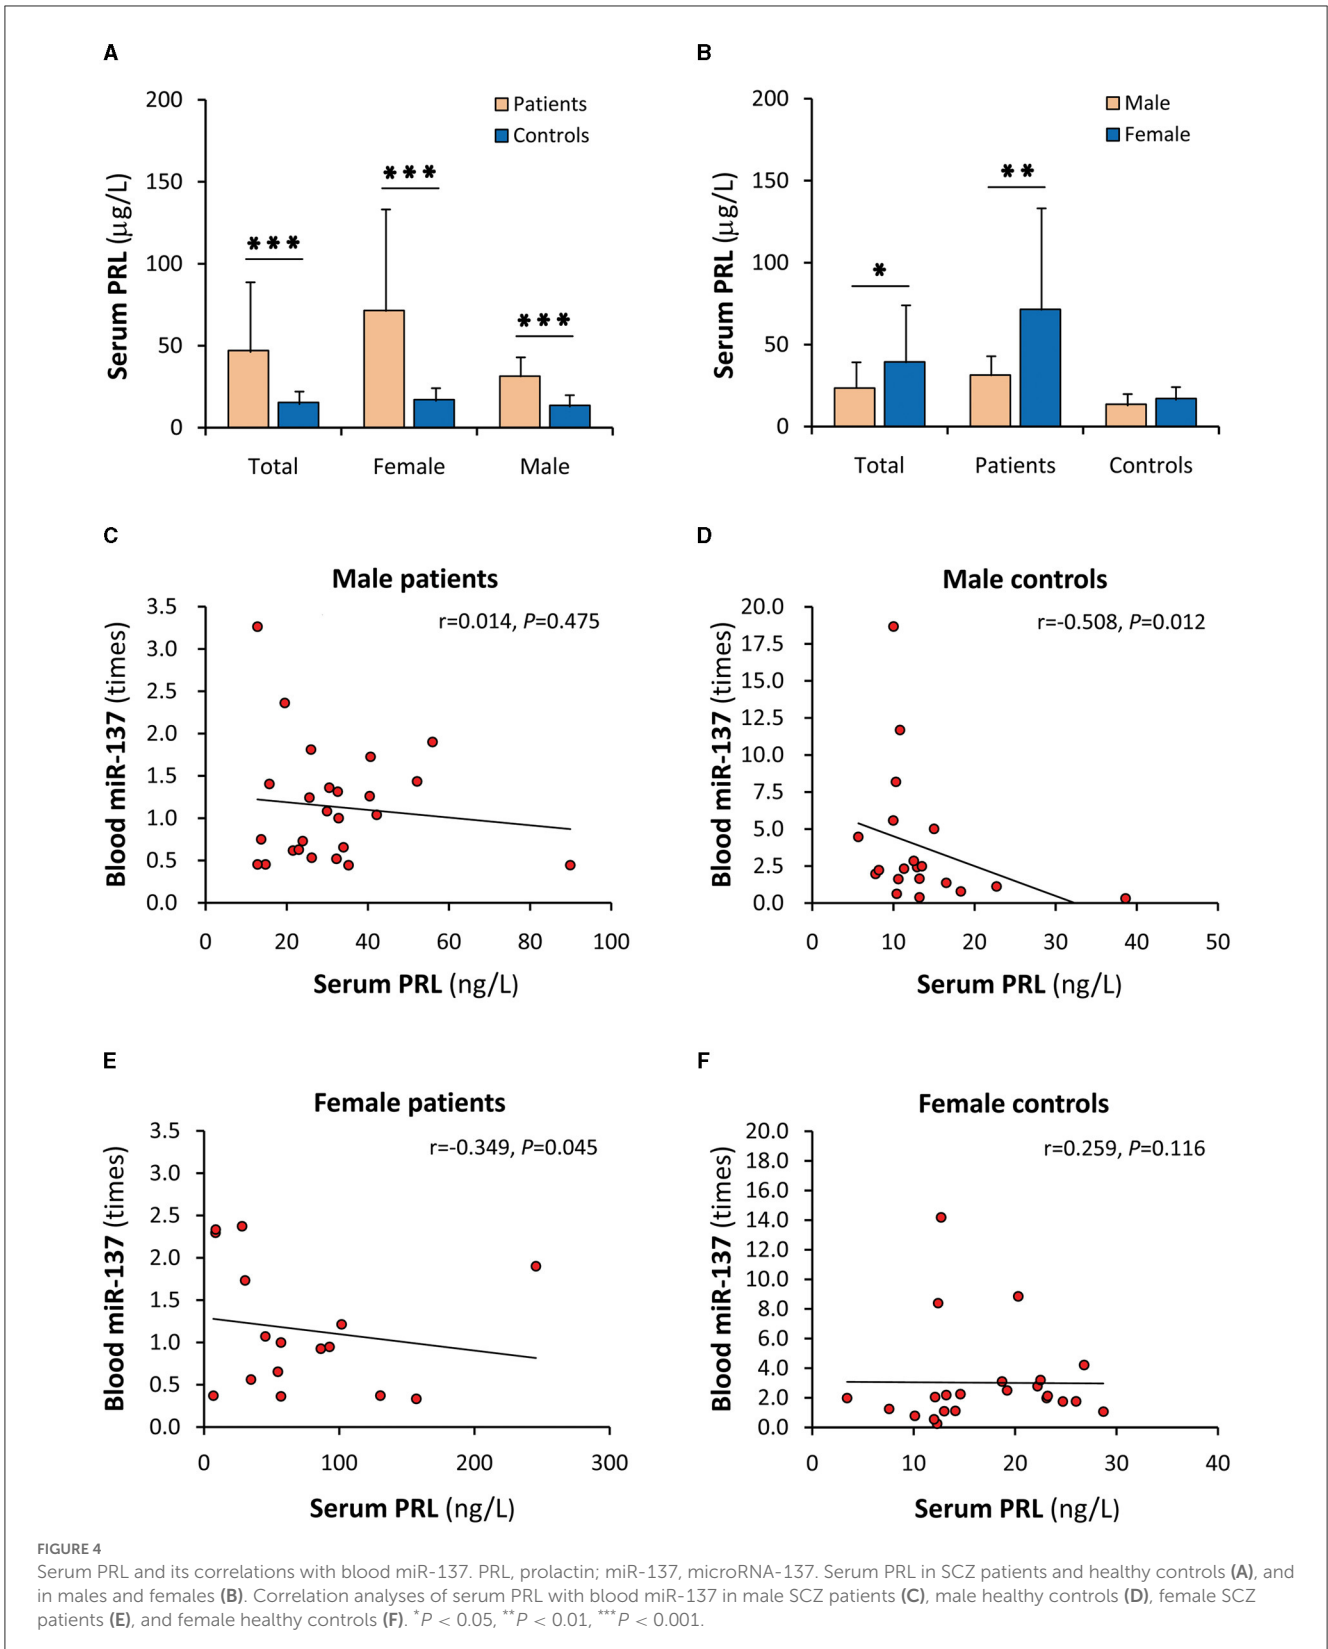 A
200
150
100
50
0
Serum PRL (μg/L)
Patients
Controls
***
***
***
Total Female Male
B
200
150
100
50
0
Serum PRL (μg/L)
Male
Female
*
**
Total Patients Controls
C
Male patients
r=0.014, P=0.475
3.5
3.0
2.5
2.0
1.5
1.0
0.5
0.0
Blood miR-137 (times)
0 20 40 60 80 100
Serum PRL (ng/L)
D
Male controls
r=-0.508, P=0.012
20.0
17.5
15.0
12.5
10.0
7.5
5.0
2.5
0.0
Blood miR-137 (times)
0 10 20 30 40 50
Serum PRL (ng/L)
E
Female patients
r=-0.349, P=0.045
3.5
3.0
2.5
2.0
1.5
1.0
0.5
0.0
Blood miR-137 (times)
0 100 200 300
Serum PRL (ng/L)
F
Female controls
r=0.259, P=0.116
20.0
18.0
16.0
14.0
12.0
10.0
8.0
6.0
4.0
2.0
0.0
Blood miR-137 (times)
0 10 20 30 40
Serum PRL (ng/L)
FIGURE 4
Serum PRL and its correlations with blood miR-137. PRL, prolactin; miR-137, microRNA-137. Serum PRL in SCZ patients and healthy controls (A), and
in males and females (B). Correlation analyses of serum PRL with blood miR-137 in male SCZ patients (C), male healthy controls (D), female SCZ
patients (E), and female healthy controls (F). *P < 0.05, **P < 0.01, ***P < 0.001.